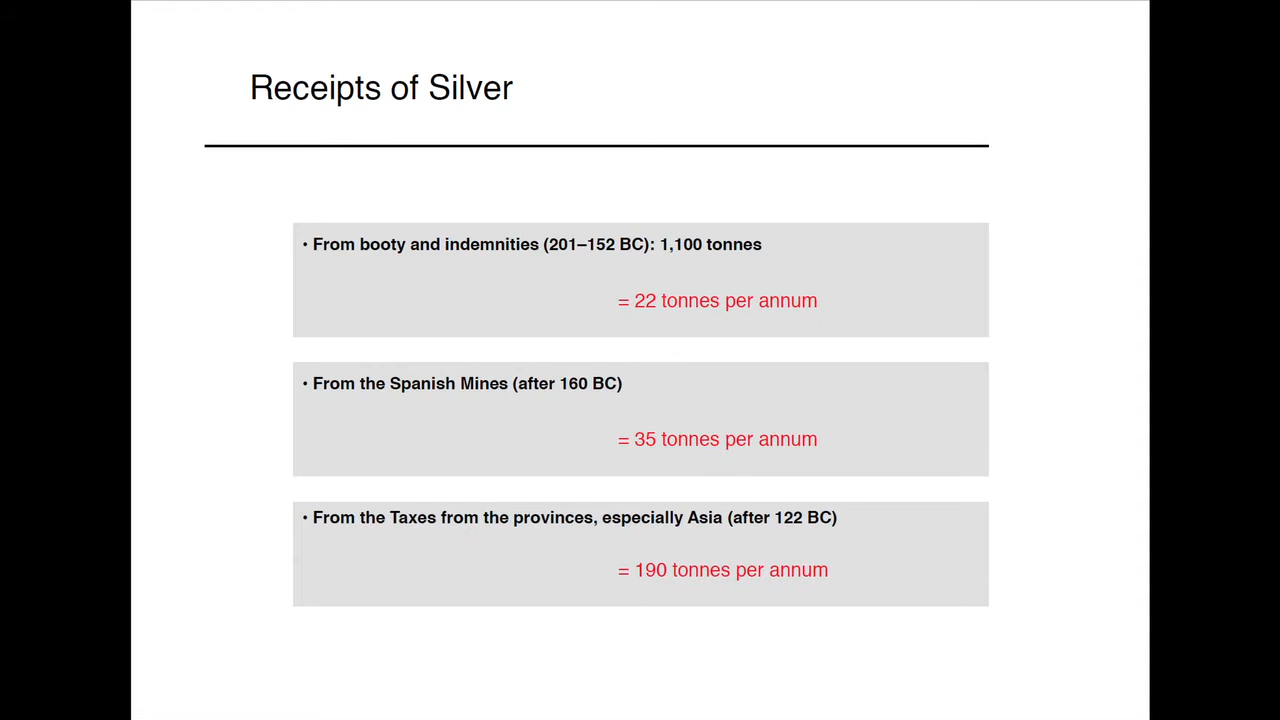 Receipts of Silver
• From booty and indemnities (201–152 BC): 1,100 tonnes
= 22 tonnes per annum
• From the Spanish Mines (after 160 BC)
= 35 tonnes per annum
• From the Taxes from the provinces, especially Asia (after 122 BC)
= 190 tonnes per annum